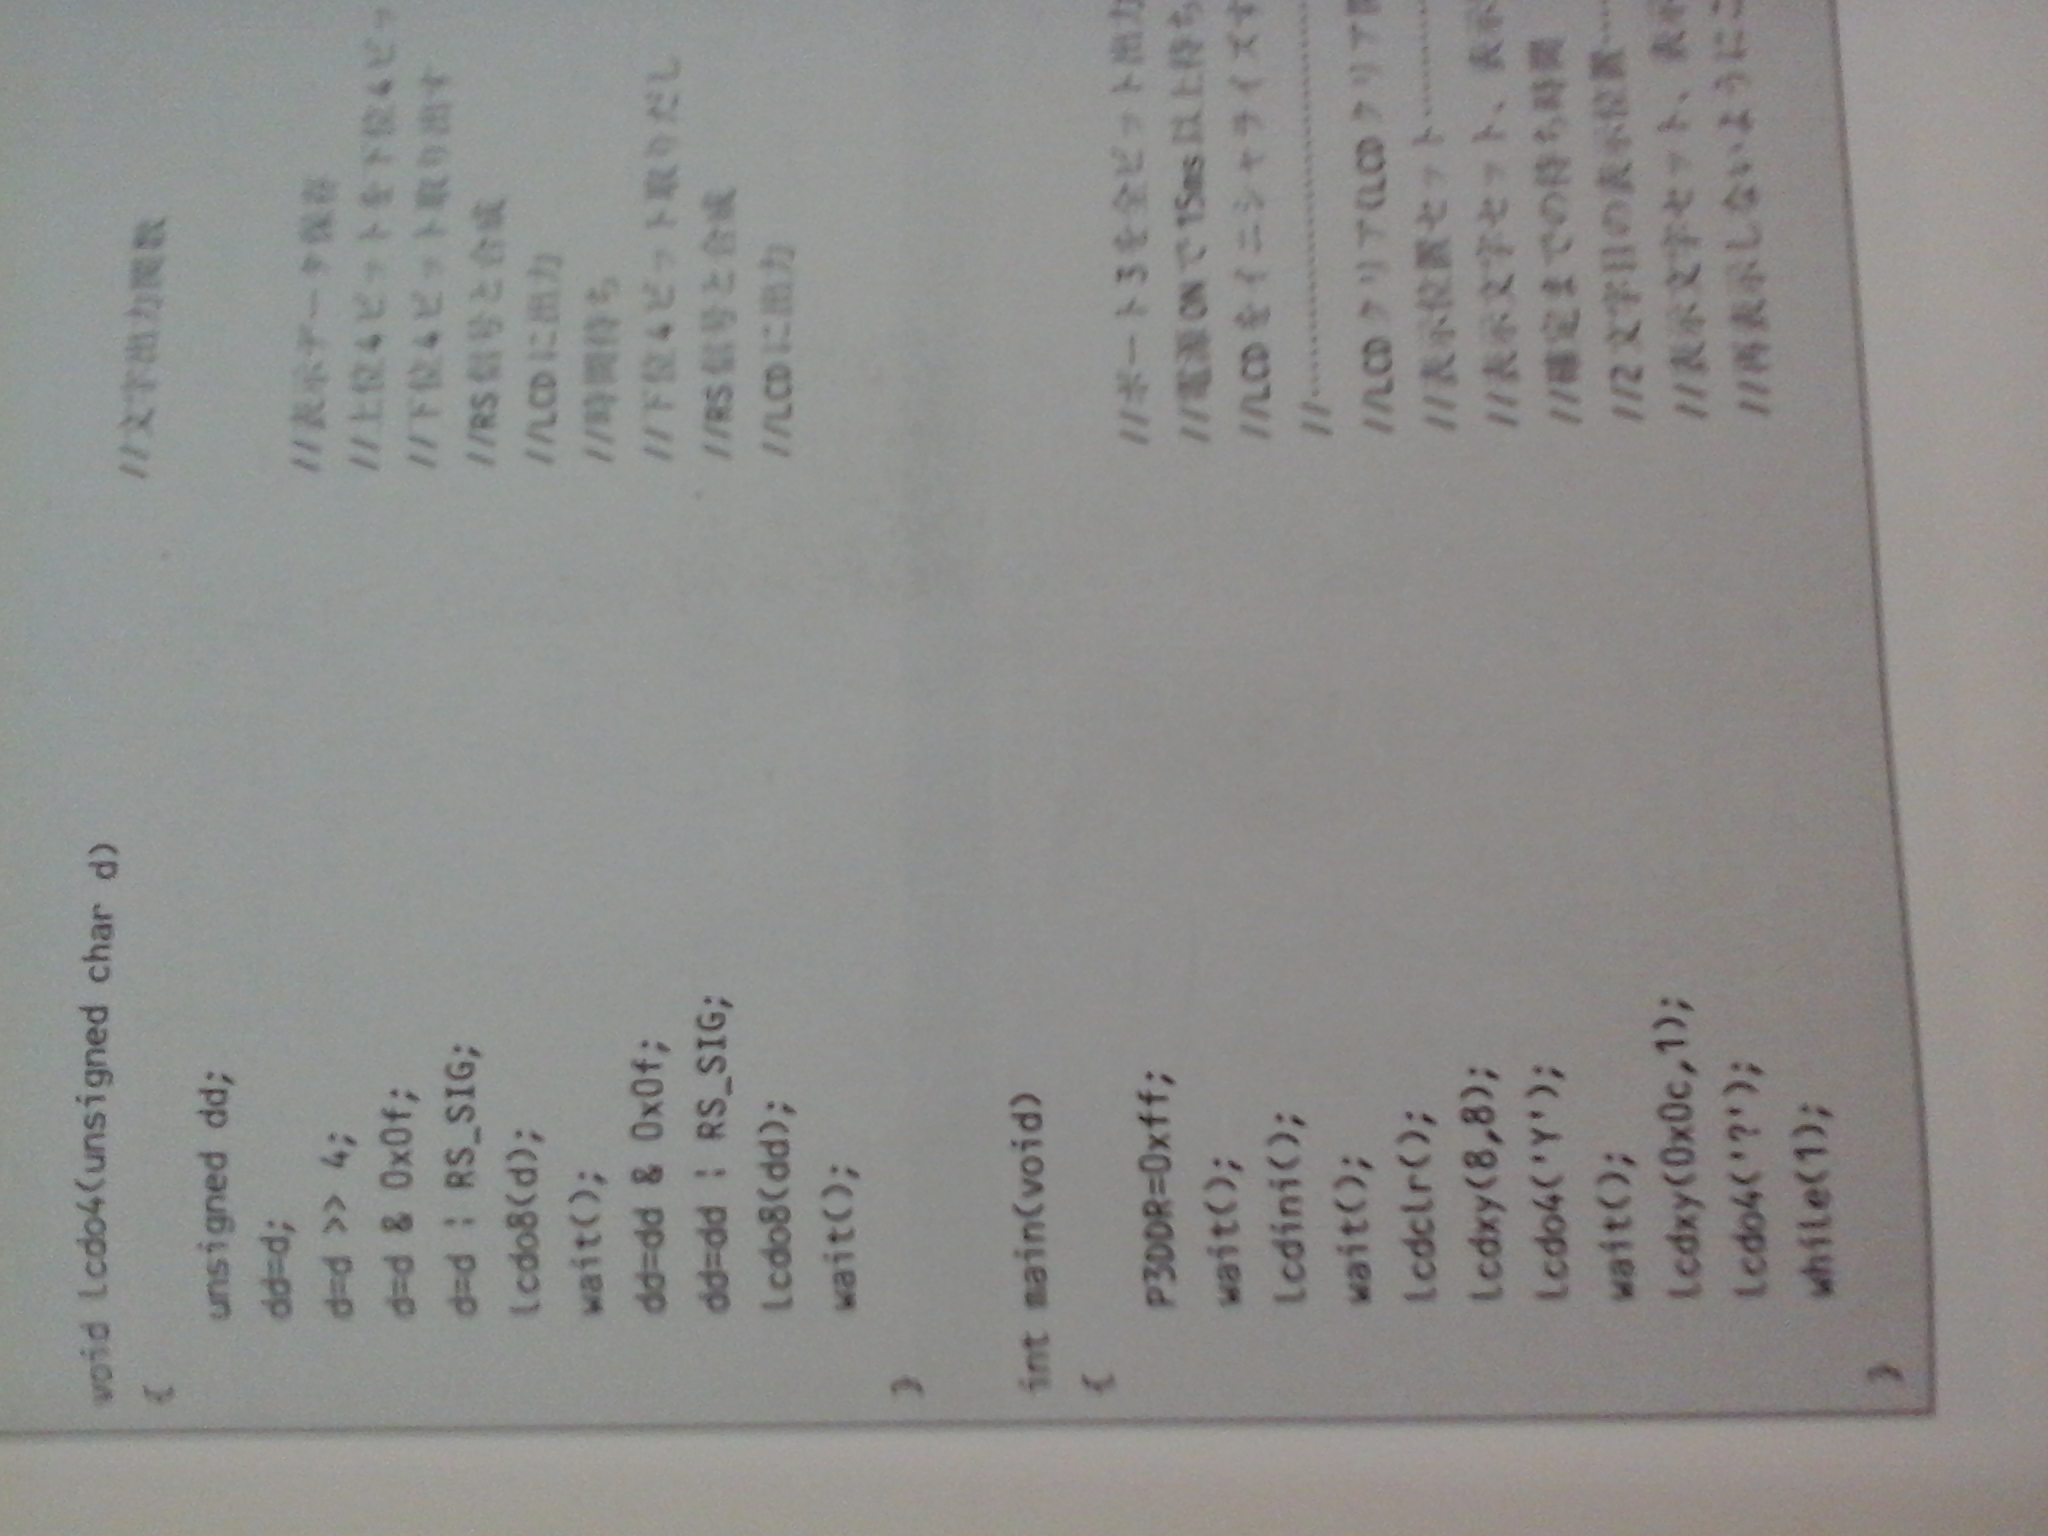 void lcdo4(unsigned char d) //文字出力関数
{
unsigned dd;
dd=d; //表示データ保存
d=d >> 4; //上位4ビットを下位4ビッ
d=d & 0x0f; //下位4ビット取り出す
d=d ¦ RS_SIG; //RS信号と合成
lcdo8(d); //LCDに出力
wait(); //時間待ち
dd=dd & 0x0f; //下位4ビット取りだし
dd=dd ¦ RS_SIG; //RS信号と合成
lcdo8(dd); //LCDに出力
wait();
}
int main(void)
{
P3DDR=0xff; //ポート3を全ビット出力
wait(); //電源ONで15ms以上待ち
lcdini(); //LCDをイニシャライズす
wait(); //……………………………
lcdclr(); //LCDクリア(LCDクリア
lcdxy(8,8); //表示位置セット………
lcdo4('Y'); //表示文字セット、表示
wait(); //確定までの待ち時間
lcdxy(0x0c,1); //2文字目の表示位置……
lcdo4('?'); //表示文字セット、表示
while(1); //再表示しないようにこ
}